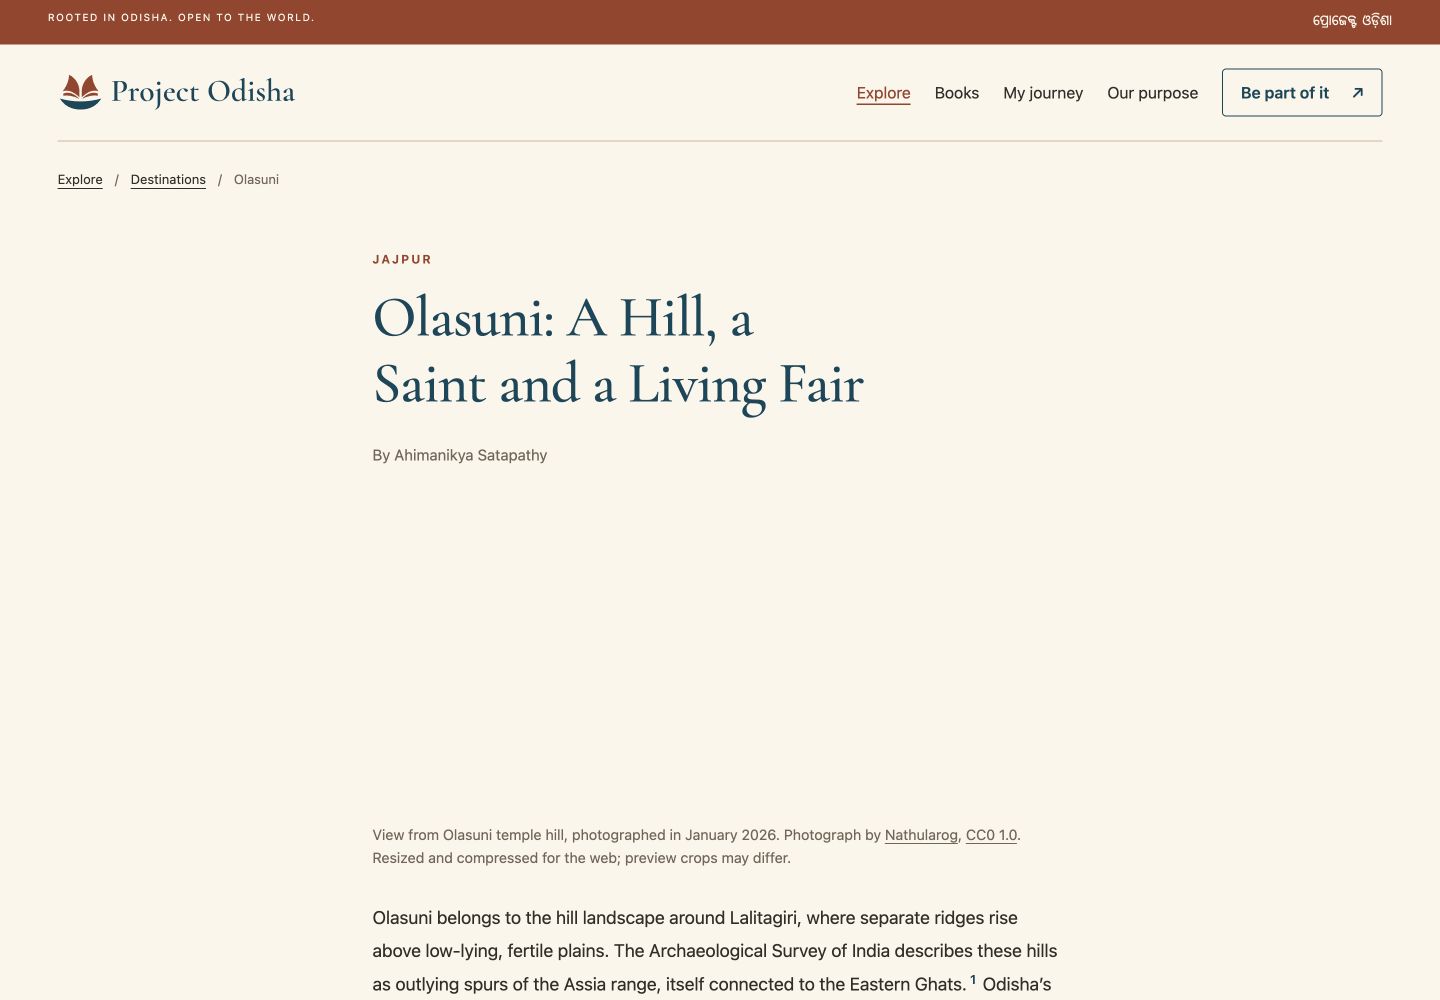 ROOTED IN ODISHA. OPEN TO THE WORLD.
ପ୍ରୋଜେକ୍ଟ ଓଡ଼ିଶା
Project Odisha
Explore
Books
My journey
Our purpose
Be part of it
Explore / Destinations / Olasuni
JAJPUR
Olasuni: A Hill, a
Saint and a Living Fair
By Ahimanikya Satapathy
View from Olasuni temple hill, photographed in January 2026. Photograph by Nathularog, CC0 1.0.
Resized and compressed for the web; preview crops may differ.
Olasuni belongs to the hill landscape around Lalitagiri, where separate ridges rise
above low-lying, fertile plains. The Archaeological Survey of India describes these hills
as outlying spurs of the Assia range, itself connected to the Eastern Ghats. 1 Odisha’s